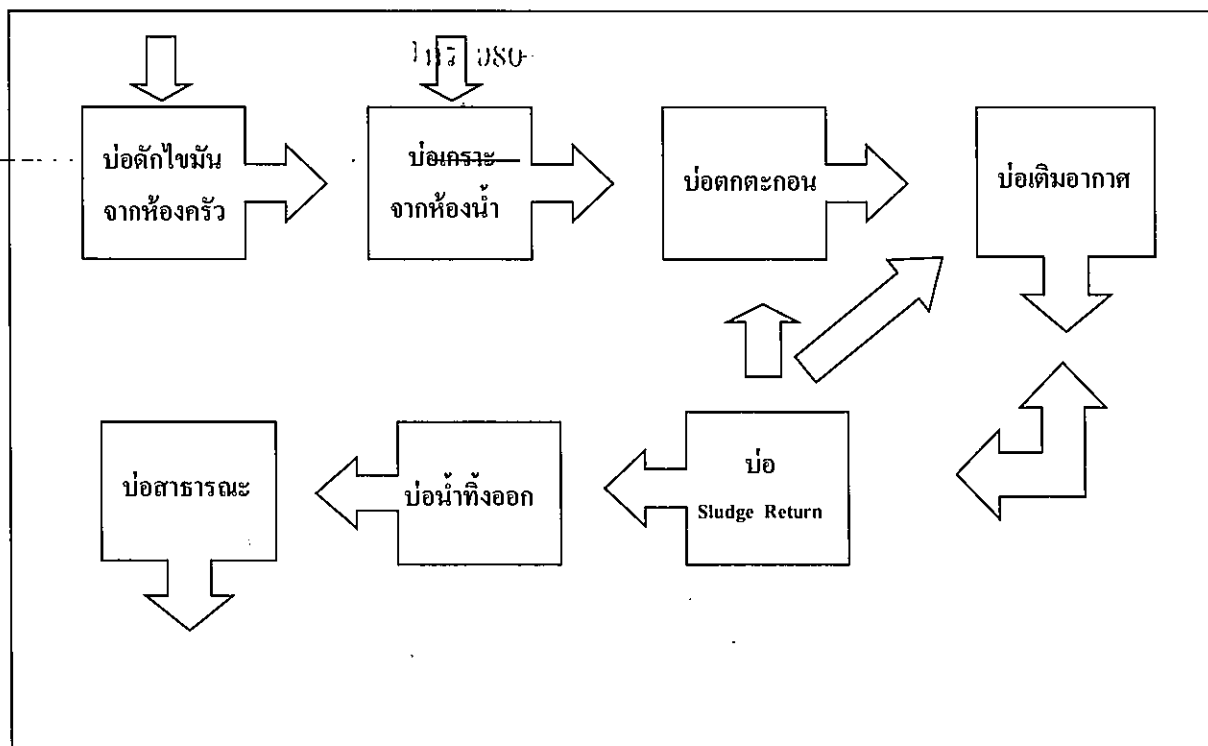 บ่อดักไขมัน
จากห้องครัว
บ่อเกราะ
จากห้องน้ำ
บ่อตกตะกอน
บ่อเติมอากาศ
บ่อสาธารณะ
บ่อน้ำทิ้งออก
บ่อ
Sludge Return